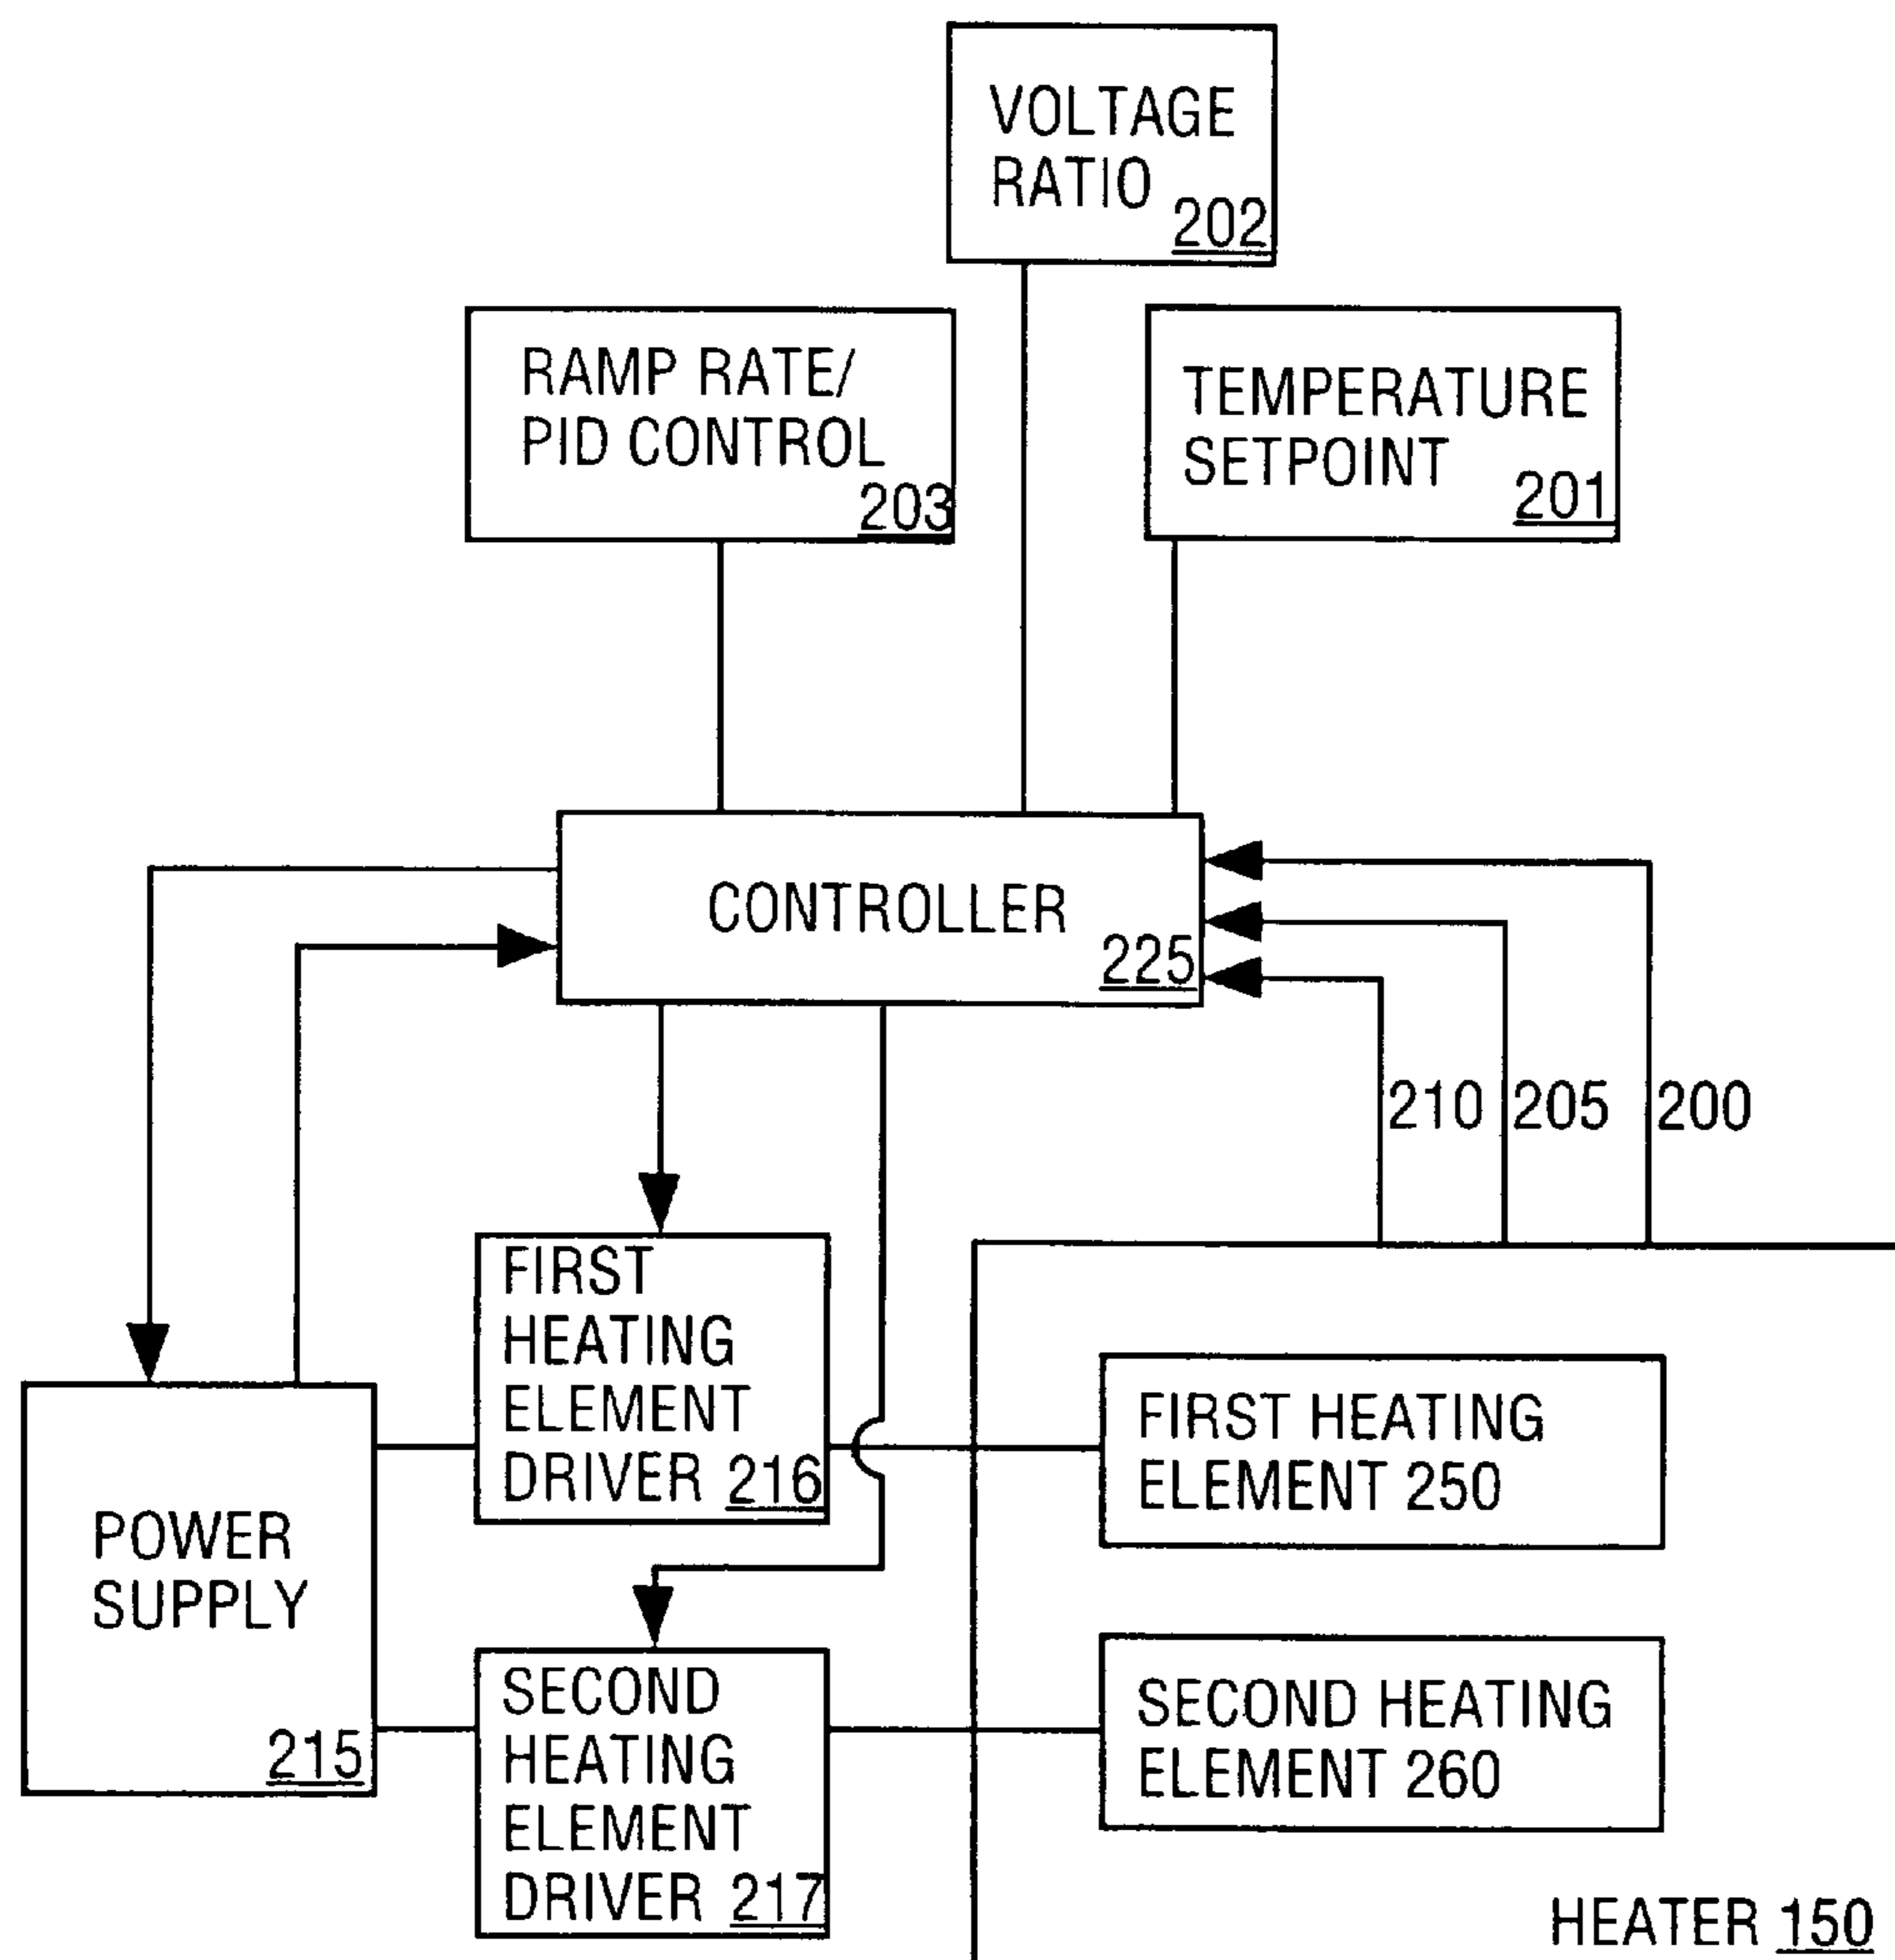 VOLTAGE
RATIO
202
RAMP RATE/
PID CONTROL
203
TEMPERATURE
SETPOINT
201
CONTROLLER
225
210
205
200
FIRST
HEATING
ELEMENT
DRIVER 216
FIRST HEATING
ELEMENT 250
POWER
SUPPLY
215
SECOND
HEATING
ELEMENT
DRIVER 217
SECOND HEATING
ELEMENT 260
HEATER 150